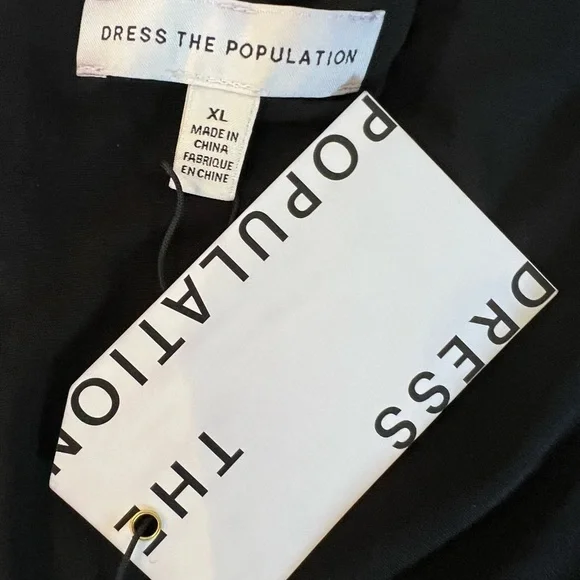 DRESS THE POPULATION
XL
MADE IN
CHINA
FABRIQUE
EN CHINE
DRESS
THE
POPULATION